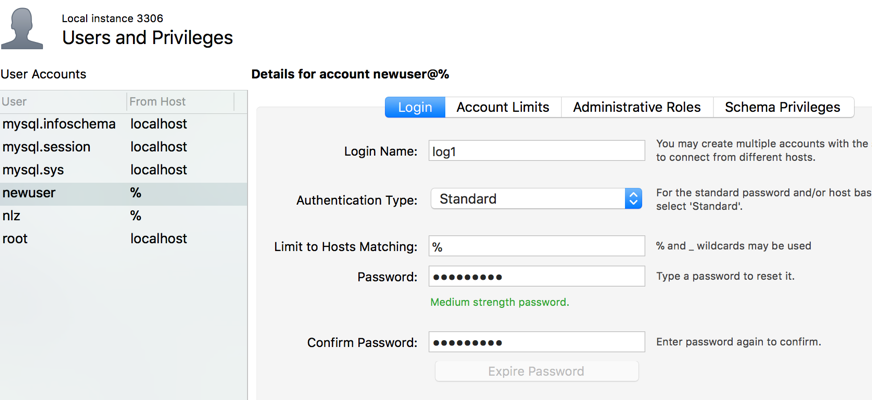 Local instance 3306
Users and Privileges
User Accounts
User From Host
mysql.infoschema localhost
mysql.session localhost
mysql.sys localhost
newuser %
nlz %
root localhost
Details for account newuser@%
Login Account Limits Administrative Roles Schema Privileges
Login Name: log1 You may create multiple accounts with the
to connect from different hosts.
Authentication Type: Standard For the standard password and/or host bas
select 'Standard'.
Limit to Hosts Matching: % % and _ wildcards may be used
Password: ●●●●●●●●● Type a password to reset it.
Medium strength password.
Confirm Password: ●●●●●●●●● Enter password again to confirm.
Expire Password